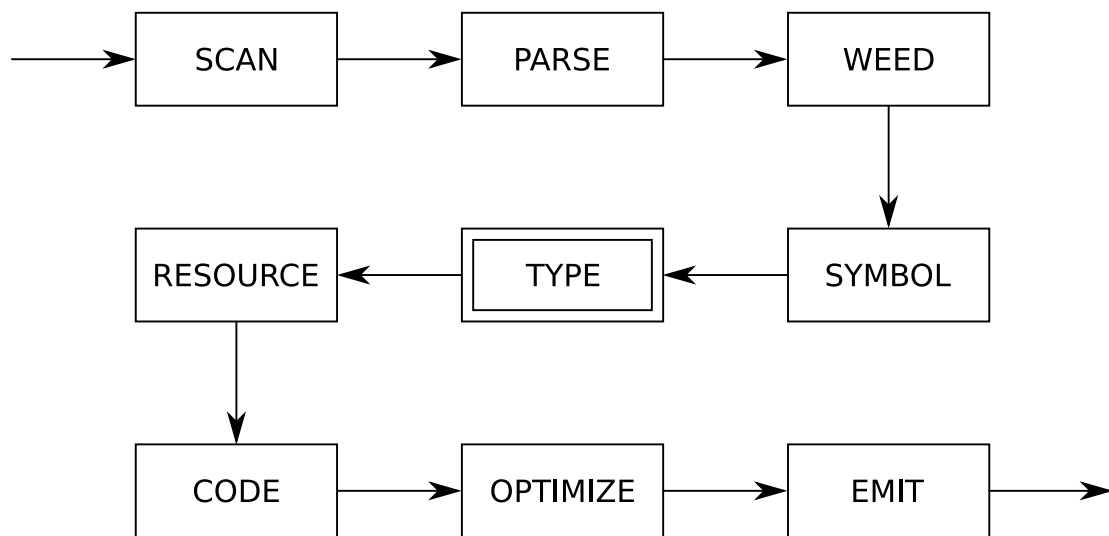 SCAN
PARSE
WEED
RESOURCE
TYPE
SYMBOL
CODE
OPTIMIZE
EMIT